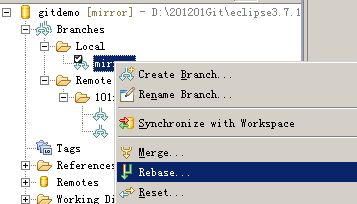 gitdemo [mirror] - D:\201201Git\eclipse3.7.1
Branches
Local
Create Branch...
Remote
Rename Branch...
101
Synchronize with Workspace
Tags
Merge...
References
Rebase...
Remotes
Reset...
Working Di